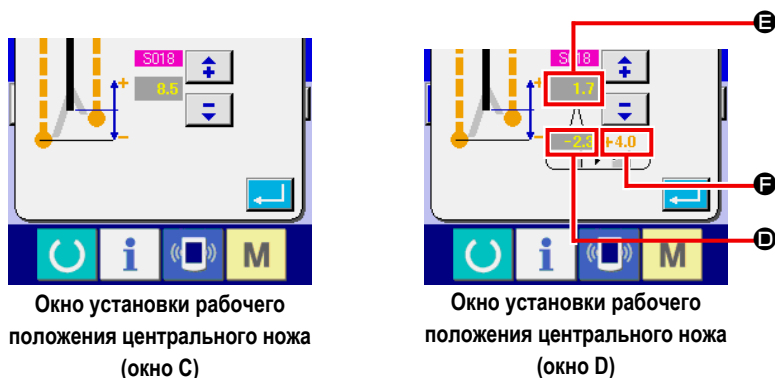 S018
+
8.5
−
i
M
Окно установки рабочего
положения центрального ножа
(окно C)
E
S018
1.7
-2.3
+4.0
F
D
i
M
Окно установки рабочего
положения центрального ножа
(окно D)